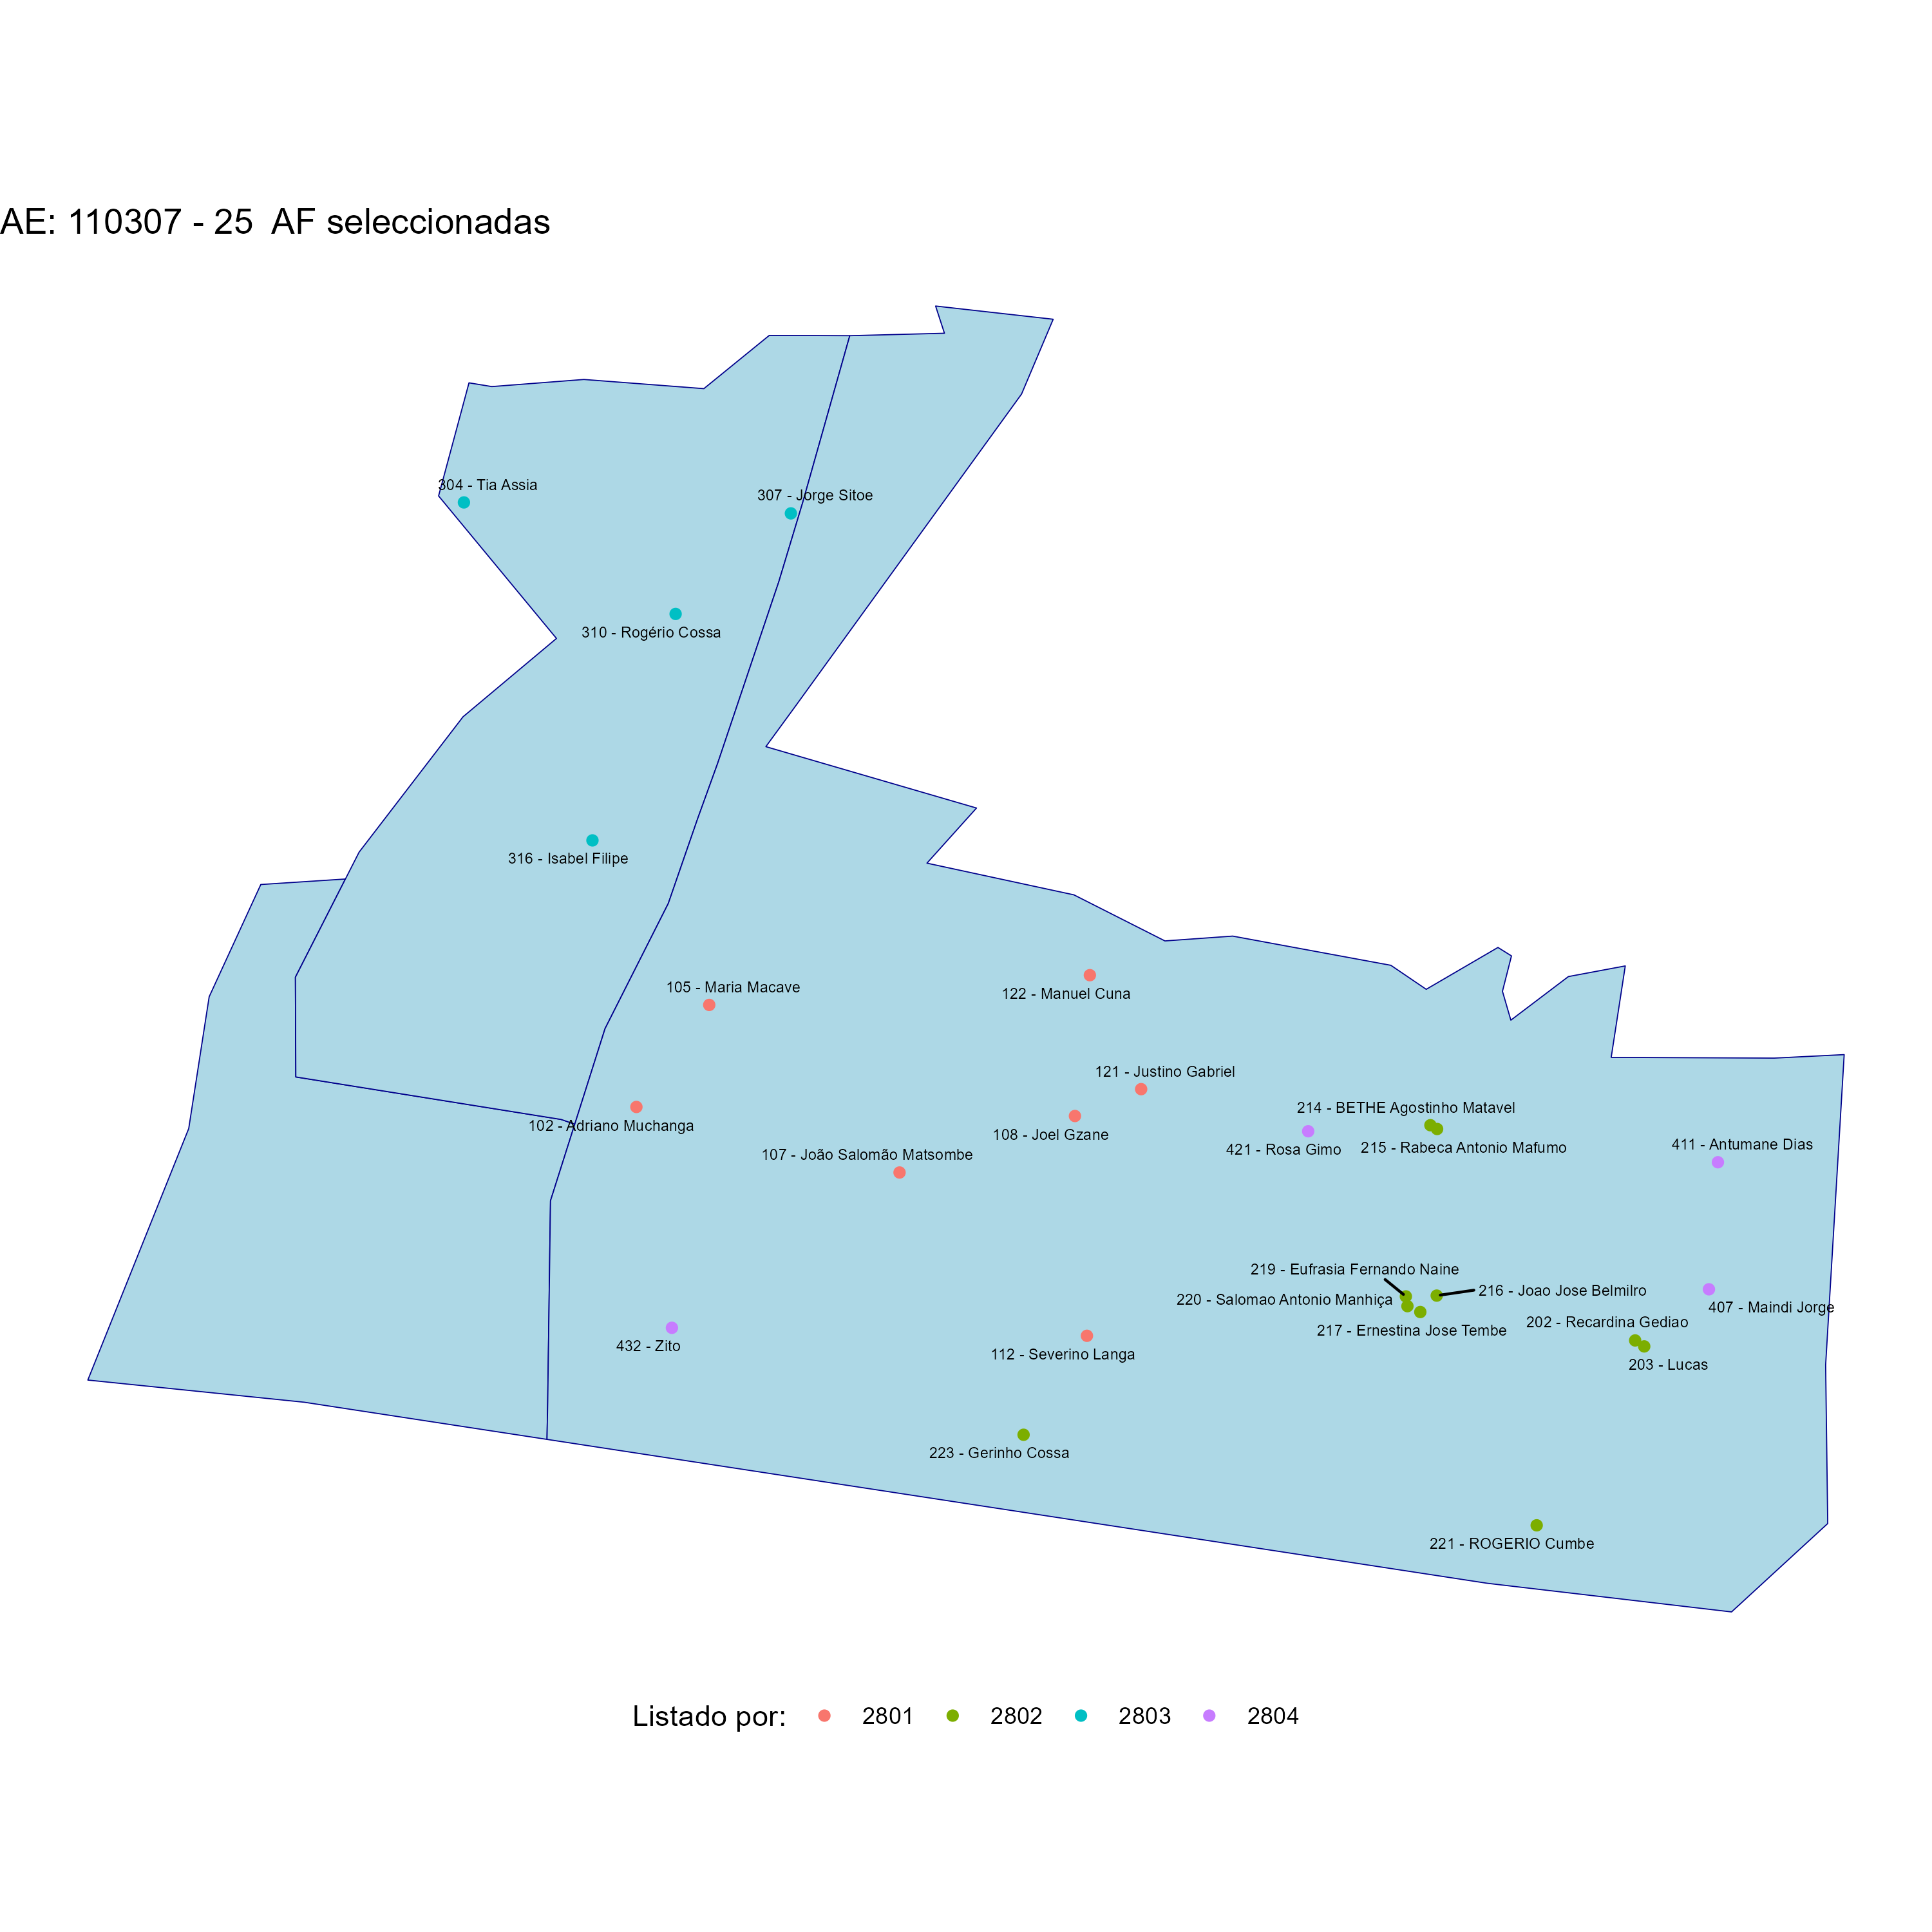 AE: 110307 - 25  AF seleccionadas
304 - Tia Assia
307 - Jorge Sitoe
310 - Rogério Cossa
316 - Isabel Filipe
105 - Maria Macave
122 - Manuel Cuna
121 - Justino Gabriel
102 - Adriano Muchanga
108 - Joel Gzane
214 - BETHE Agostinho Matavel
421 - Rosa Gimo
215 - Rabeca Antonio Mafumo
411 - Antumane Dias
107 - João Salomão Matsombe
219 - Eufrasia Fernando Naine
216 - Joao Jose Belmilro
220 - Salomao Antonio Manhiça
407 - Maindi Jorge
202 - Recardina Gediao
217 - Ernestina Jose Tembe
432 - Zito
112 - Severino Langa
203 - Lucas
223 - Gerinho Cossa
221 - ROGERIO Cumbe
Listado por: 2801 2802 2803 2804